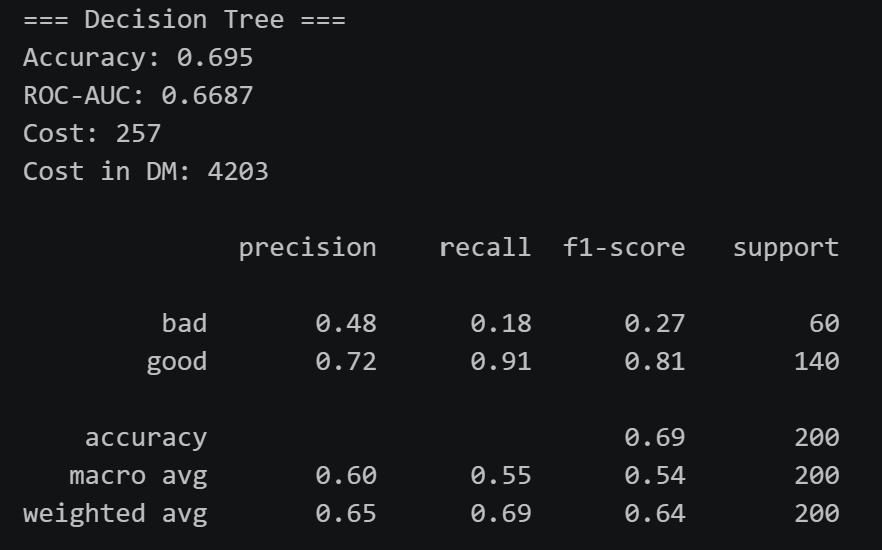 === Decision Tree ===
Accuracy: 0.695
ROC-AUC: 0.6687
Cost: 257
Cost in DM: 4203
precision recall f1-score support
bad 0.48 0.18 0.27 60
good 0.72 0.91 0.81 140
accuracy 0.69 200
macro avg 0.60 0.55 0.54 200
weighted avg 0.65 0.69 0.64 200